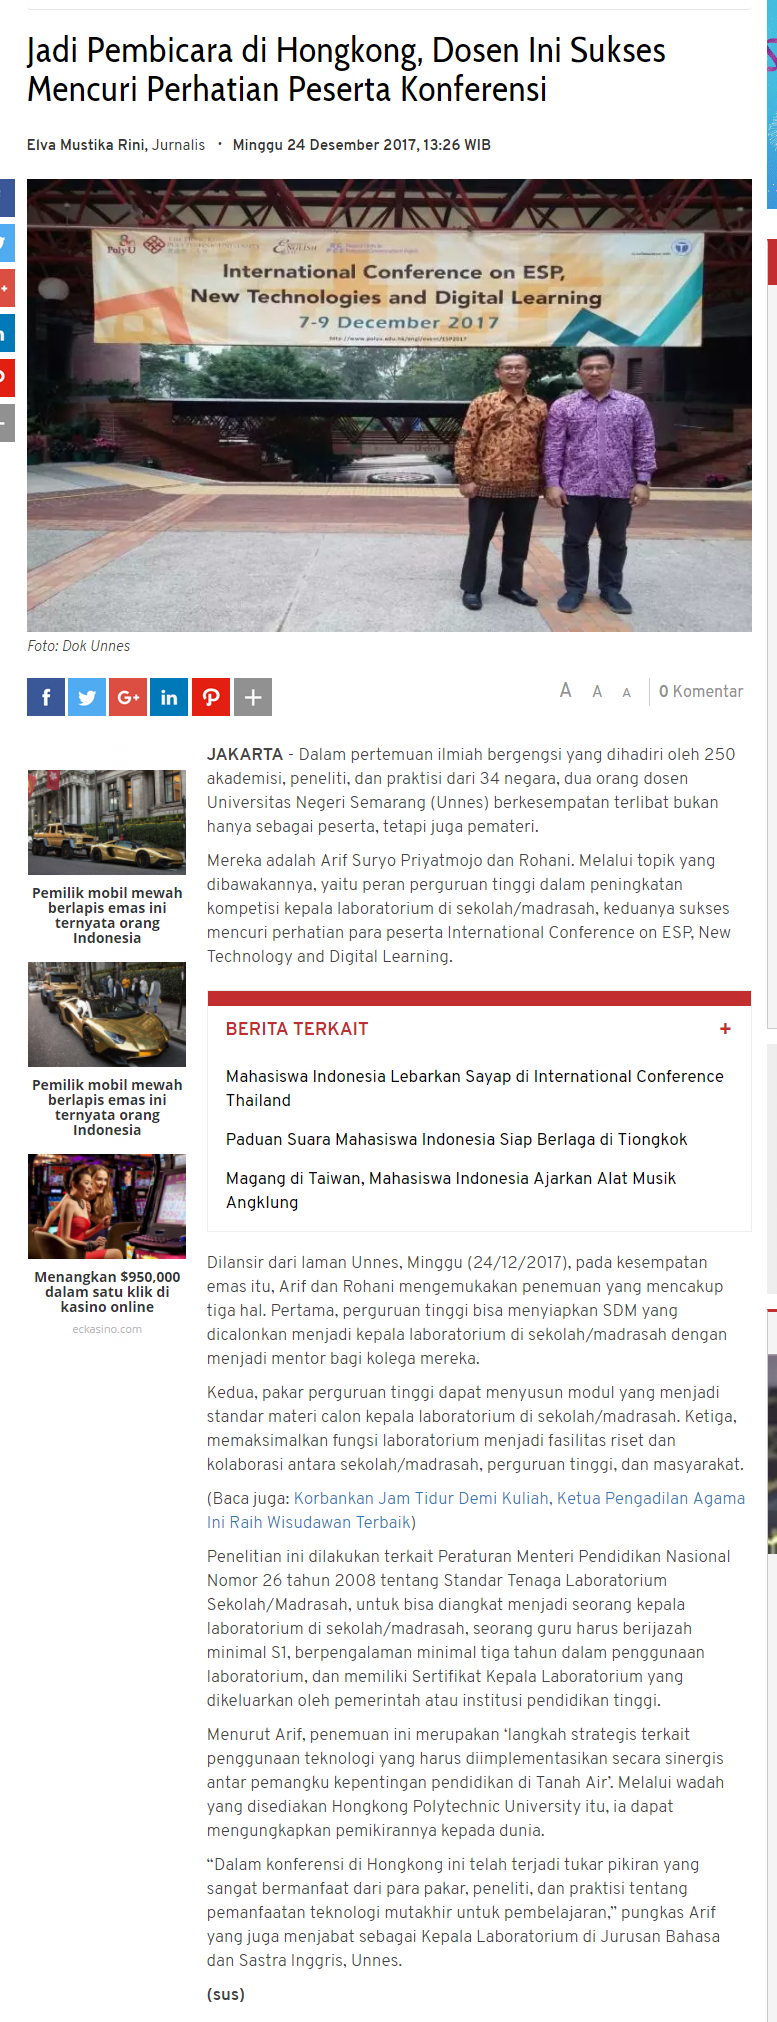 Jadi Pembicara di Hongkong, Dosen Ini Sukses
Mencuri Perhatian Peserta Konferensi
Elva Mustika Rini, Jurnalis · Minggu 24 Desember 2017, 13:26 WIB
PolyU
ENGLISH
International Conference on ESP,
New Technologies and Digital Learning
7-9 December 2017
Foto: Dok Unnes
A A A 0 Komentar
JAKARTA - Dalam pertemuan ilmiah bergengsi yang dihadiri oleh 250
akademisi, peneliti, dan praktisi dari 34 negara, dua orang dosen
Universitas Negeri Semarang (Unnes) berkesempatan terlibat bukan
hanya sebagai peserta, tetapi juga pemateri.
Mereka adalah Arif Suryo Priyatmojo dan Rohani. Melalui topik yang
dibawakannya, yaitu peran perguruan tinggi dalam peningkatan
kompetisi kepala laboratorium di sekolah/madrasah, keduanya sukses
mencuri perhatian para peserta International Conference on ESP, New
Technology and Digital Learning.
Pemilik mobil mewah
berlapis emas ini
ternyata orang
Indonesia
Pemilik mobil mewah
berlapis emas ini
ternyata orang
Indonesia
Menangkan $950,000
dalam satu klik di
kasino online
eckasino.com
BERITA TERKAIT +
Mahasiswa Indonesia Lebarkan Sayap di International Conference
Thailand
Paduan Suara Mahasiswa Indonesia Siap Berlaga di Tiongkok
Magang di Taiwan, Mahasiswa Indonesia Ajarkan Alat Musik
Angklung
Dilansir dari laman Unnes, Minggu (24/12/2017), pada kesempatan
emas itu, Arif dan Rohani mengemukakan penemuan yang mencakup
tiga hal. Pertama, perguruan tinggi bisa menyiapkan SDM yang
dicalonkan menjadi kepala laboratorium di sekolah/madrasah dengan
menjadi mentor bagi kolega mereka.
Kedua, pakar perguruan tinggi dapat menyusun modul yang menjadi
standar materi calon kepala laboratorium di sekolah/madrasah. Ketiga,
memaksimalkan fungsi laboratorium menjadi fasilitas riset dan
kolaborasi antara sekolah/madrasah, perguruan tinggi, dan masyarakat.
(Baca juga: Korbankan Jam Tidur Demi Kuliah, Ketua Pengadilan Agama
Ini Raih Wisudawan Terbaik)
Penelitian ini dilakukan terkait Peraturan Menteri Pendidikan Nasional
Nomor 26 tahun 2008 tentang Standar Tenaga Laboratorium
Sekolah/Madrasah, untuk bisa diangkat menjadi seorang kepala
laboratorium di sekolah/madrasah, seorang guru harus berijazah
minimal S1, berpengalaman minimal tiga tahun dalam penggunaan
laboratorium, dan memiliki Sertifikat Kepala Laboratorium yang
dikeluarkan oleh pemerintah atau institusi pendidikan tinggi.
Menurut Arif, penemuan ini merupakan ‘langkah strategis terkait
penggunaan teknologi yang harus diimplementasikan secara sinergis
antar pemangku kepentingan pendidikan di Tanah Air’. Melalui wadah
yang disediakan Hongkong Polytechnic University itu, ia dapat
mengungkapkan pemikirannya kepada dunia.
“Dalam konferensi di Hongkong ini telah terjadi tukar pikiran yang
sangat bermanfaat dari para pakar, peneliti, dan praktisi tentang
pemanfaatan teknologi mutakhir untuk pembelajaran,” pungkas Arif
yang juga menjabat sebagai Kepala Laboratorium di Jurusan Bahasa
dan Sastra Inggris, Unnes.
(sus)